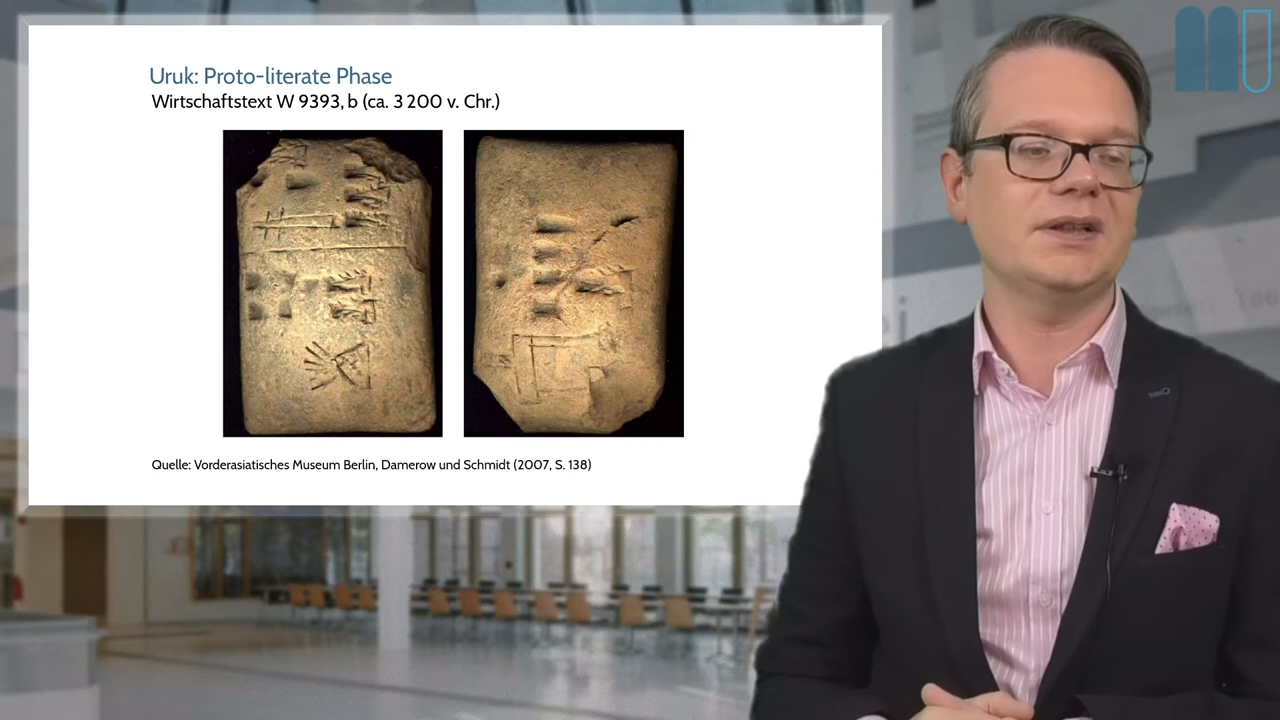 Uruk: Proto-literate Phase
Wirtschaftstext W 9393, b (ca. 3 200 v. Chr.)
Quelle: Vorderasiatisches Museum Berlin, Damerow und Schmidt (2007, S. 138)